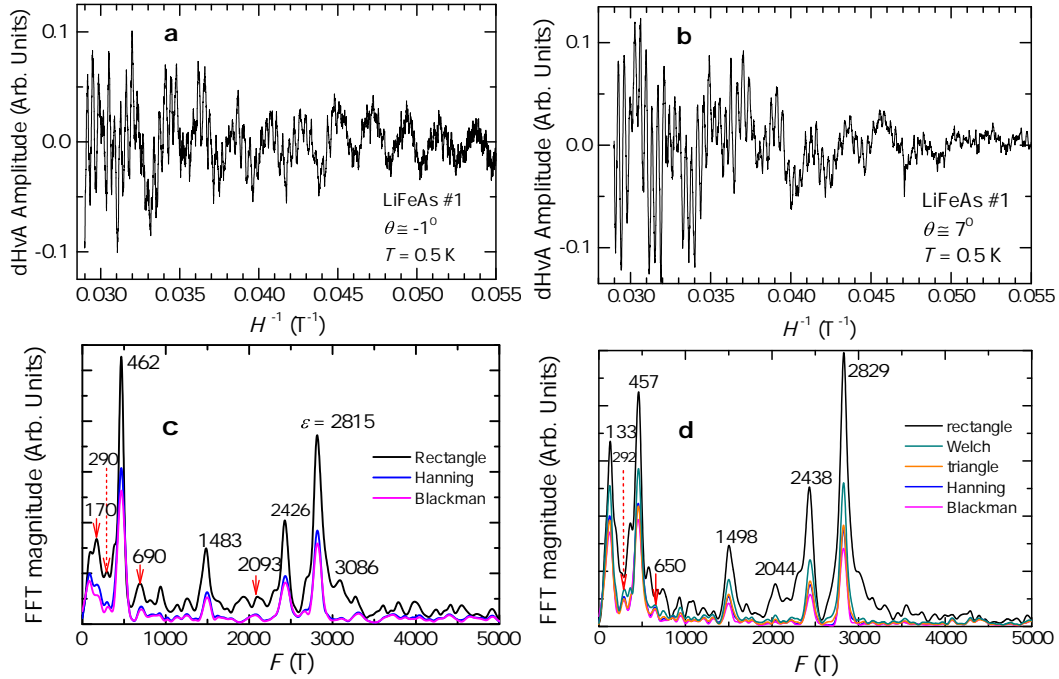 a
dHvA Amplitude (Arb. Units)
0.1
0.0
-0.1
LiFeAs #1
θ ≅ -1⁰
T = 0.5 K
0.030 0.035 0.040 0.045 0.050 0.055
H⁻¹ (T⁻¹)
b
dHvA Amplitude (Arb. Units)
0.1
0.0
-0.1
LiFeAs #1
θ ≅ 7⁰
T = 0.5 K
0.030 0.035 0.040 0.045 0.050 0.055
H⁻¹ (T⁻¹)
c
FFT magnitude (Arb. Units)
462
290
170
690
1483
2093
2426
ε = 2815
3086
Rectangle
Hanning
Blackman
0 1000 2000 3000 4000 5000
F (T)
d
FFT magnitude (Arb. Units)
133
292
457
650
1498
2044
2438
2829
rectangle
Welch
triangle
Hanning
Blackman
0 1000 2000 3000 4000 5000
F (T)